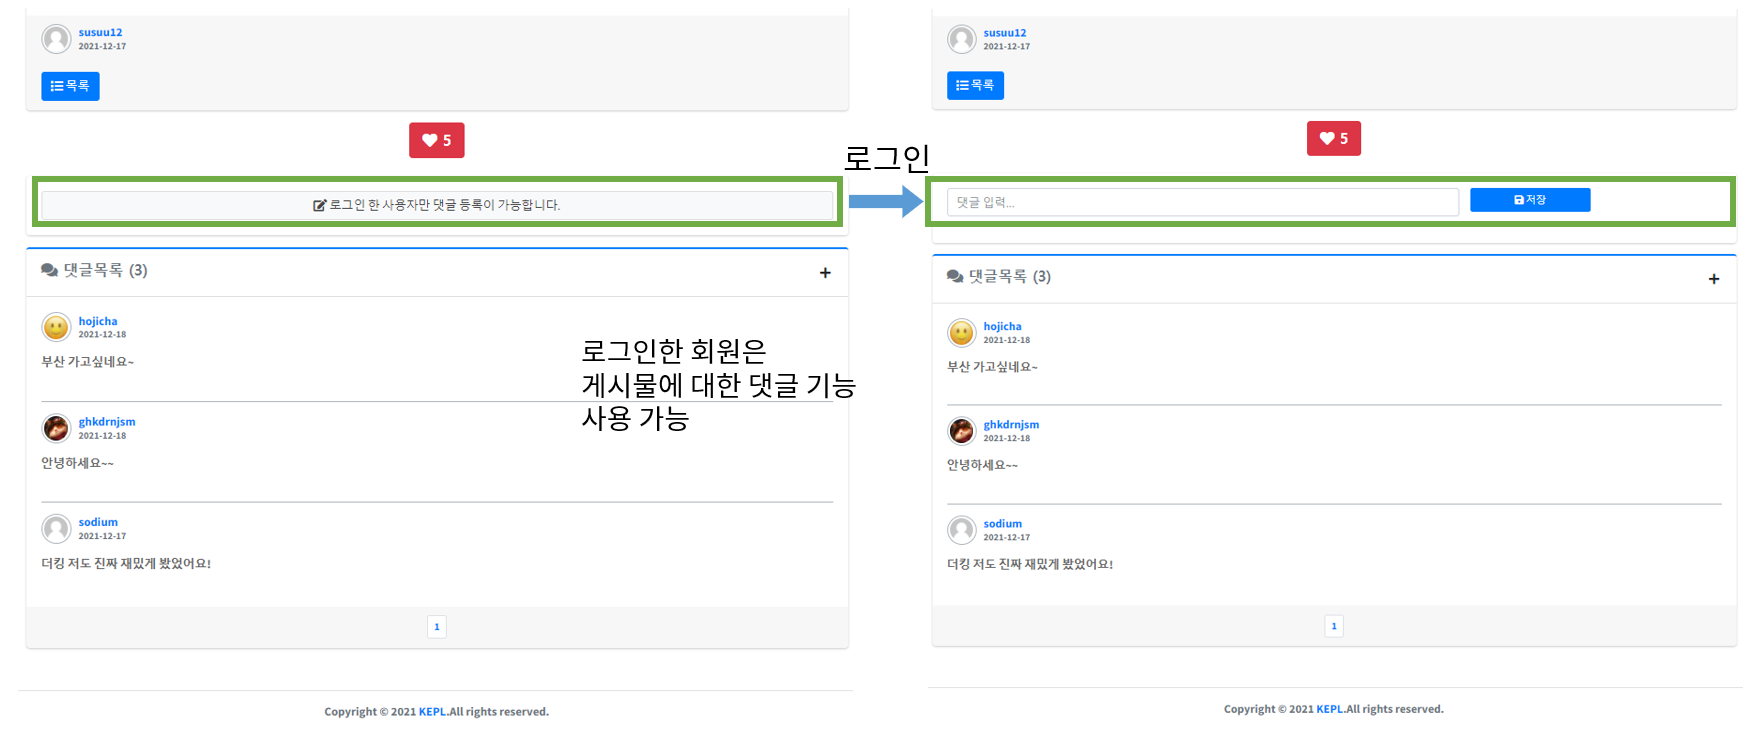 susuu12
2021-12-17
목록
5
로그인 한 사용자만 댓글 등록이 가능합니다.
댓글목록 (3)
+
hojicha
2021-12-18
부산 가고싶네요~
ghkdrnjsm
2021-12-18
안녕하세요~~
sodium
2021-12-17
더킹 저도 진짜 재밌게 봤었어요!
1
Copyright © 2021 KEPL.All rights reserved.
로그인
로그인한 회원은
게시물에 대한 댓글 기능
사용 가능
susuu12
2021-12-17
목록
5
댓글 입력...
저장
댓글목록 (3)
+
hojicha
2021-12-18
부산 가고싶네요~
ghkdrnjsm
2021-12-18
안녕하세요~~
sodium
2021-12-17
더킹 저도 진짜 재밌게 봤었어요!
1
Copyright © 2021 KEPL.All rights reserved.